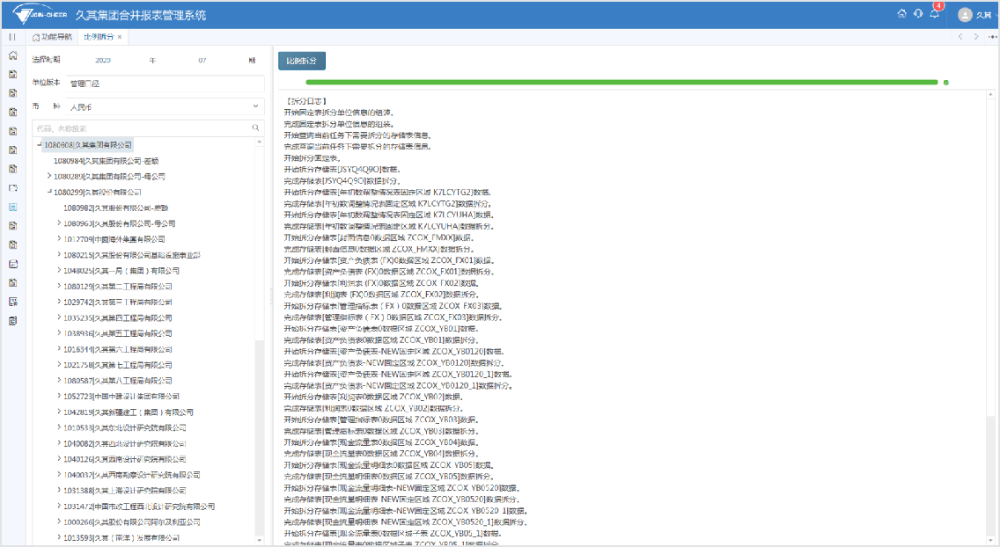 JOIN-CHEER 久其集团合并报表管理系统 4 久其
功能导航 比例拆分 ×
选择时期 2020 年 07 期
单位版本 管理口径
币 种 人民币
代码、名称搜索
1080608|久其集团有限公司
1080984|久其集团有限公司-差额
1080289|久其集团有限公司-母公司
1080299|久其股份有限公司
1080982|久其股份有限公司-差额
1080963|久其股份有限公司-母公司
1012709|中國海外集團有限公司
1080215|久其股份有限公司基础设施事业部
1048025|久其一局（集团）有限公司
1080129|久其第二工程局有限公司
1029742|久其第三工程局有限公司
1035235|久其第四工程局有限公司
1038936|久其第五工程局有限公司
1016344|久其第六工程局有限公司
1021758|久其第七工程局有限公司
1080587|久其第八工程局有限公司
1052723|中国中建设计集团有限公司
1042819|久其新疆建工（集团）有限公司
1010533|久其东北设计研究院有限公司
1040082|久其西北设计研究院有限公司
1040126|久其西南设计研究院有限公司
1040032|久其西南勘察设计研究院有限公司
1031388|久其上海设计研究院有限公司
1031472|中国市政工程西北设计研究院有限公司
1000266|久其股份有限公司阿尔及利亚公司
1013593|久其（南洋）发展有限公司
比例拆分
【拆分日志】
开始固定表拆分单位信息的组装。
完成固定表拆分单位信息的组装。
开始查询当前任务下需要拆分的存储表信息。
完成查询当前任务下需要拆分的存储表信息。
开始拆分固定表。
开始拆分存储表[JSYQ4Q9O]数据。
完成存储表[JSYQ4Q9O]数据拆分。
开始拆分存储表[年初数调整情况表固定区域 K7LCYTG2]数据。
完成存储表[年初数调整情况表固定区域 K7LCYTG2]数据拆分。
开始拆分存储表[年初数调整情况表固定区域 K7LCYUHA]数据。
完成存储表[年初数调整情况表固定区域 K7LCYUHA]数据拆分。
开始拆分存储表[封面信息0数据区域 ZCOX_FMXX]数据。
完成存储表[封面信息0数据区域 ZCOX_FMXX]数据拆分。
开始拆分存储表[资产负债表 (FX)0数据区域 ZCOX_FX01]数据。
完成存储表[资产负债表 (FX)0数据区域 ZCOX_FX01]数据拆分。
开始拆分存储表[利润表 (FX)0数据区域 ZCOX_FX02]数据。
完成存储表[利润表 (FX)0数据区域 ZCOX_FX02]数据拆分。
开始拆分存储表[管理指标表（FX）0数据区域 ZCOX_FX03]数据。
完成存储表[管理指标表（FX）0数据区域 ZCOX_FX03]数据拆分。
开始拆分存储表[资产负债表0数据区域 ZCOX_YB01]数据。
完成存储表[资产负债表0数据区域 ZCOX_YB01]数据拆分。
开始拆分存储表[资产负债表-NEW固定区域 ZCOX_YB0120]数据。
完成存储表[资产负债表-NEW固定区域 ZCOX_YB0120]数据拆分。
开始拆分存储表[资产负债表-NEW固定区域 ZCOX_YB0120_1]数据。
完成存储表[资产负债表-NEW固定区域 ZCOX_YB0120_1]数据拆分。
开始拆分存储表[利润表0数据区域 ZCOX_YB02]数据。
完成存储表[利润表0数据区域 ZCOX_YB02]数据拆分。
开始拆分存储表[管理指标表0数据区域 ZCOX_YB03]数据。
完成存储表[管理指标表0数据区域 ZCOX_YB03]数据拆分。
开始拆分存储表[现金流量表0数据区域 ZCOX_YB04]数据。
完成存储表[现金流量表0数据区域 ZCOX_YB04]数据拆分。
开始拆分存储表[现金流量明细表0数据区域 ZCOX_YB05]数据。
完成存储表[现金流量明细表0数据区域 ZCOX_YB05]数据拆分。
开始拆分存储表[现金流量明细表-NEW固定区域 ZCOX_YB0520]数据。
完成存储表[现金流量明细表-NEW固定区域 ZCOX_YB0520]数据拆分。
开始拆分存储表[现金流量明细表-NEW固定区域 ZCOX_YB0520_1]数据。
完成存储表[现金流量明细表-NEW固定区域 ZCOX_YB0520_1]数据拆分。
开始拆分存储表[现金流量表0数据区域子表 ZCOX_YB05_1]数据。
完成存储表[现金流量表0数据区域子表 ZCOX_YB05_1]数据拆分。